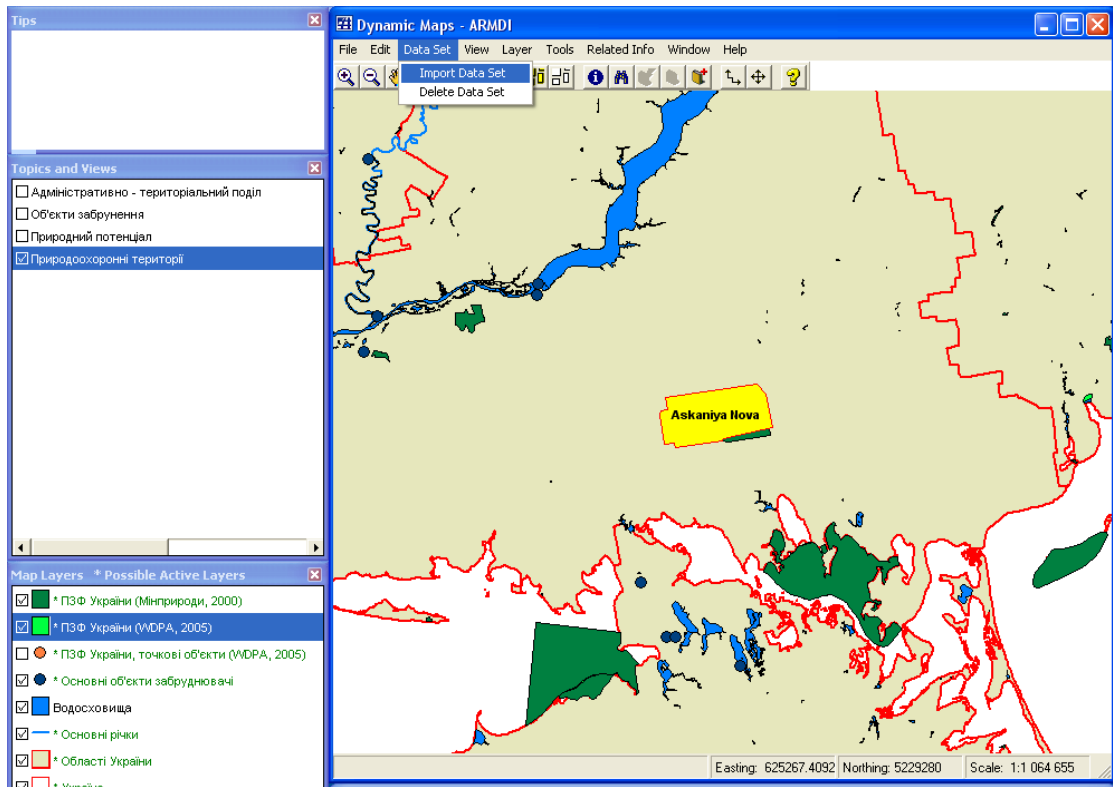 Tips
Topics and Views
Адміністративно - територіальний поділ
Об'єкти забрунення
Природний потенціал
Природоохоронні території
Map Layers * Possible Active Layers
* ПЗФ України (Мінприроди, 2000)
* ПЗФ України (WDPA, 2005)
* ПЗФ України, точкові об'єкти (WDPA, 2005)
* Основні об'єкти забруднювачі
Водосховища
* Основні річки
* Області України
* Україна
Dynamic Maps - ARMDI
File Edit Data Set View Layer Tools Related Info Window Help
Import Data Set
Delete Data Set
Askaniya Nova
Easting: 625267.4092 Northing: 5229280 Scale: 1:1 064 655